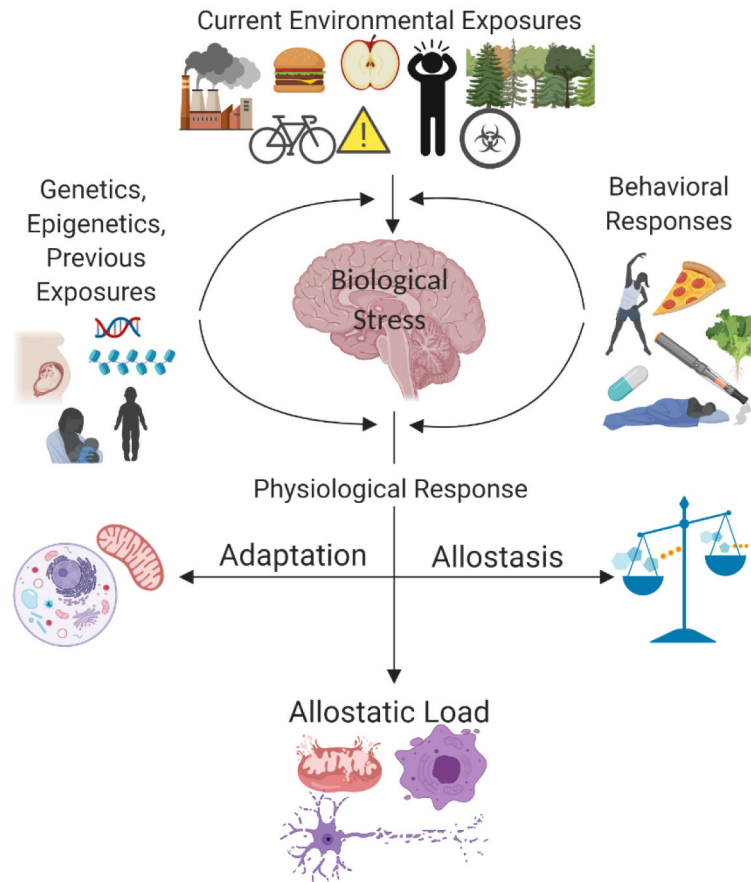 Current Environmental Exposures
Genetics,
Epigenetics,
Previous
Exposures
Behavioral
Responses
Biological
Stress
Physiological Response
Adaptation
Allostasis
Allostatic Load